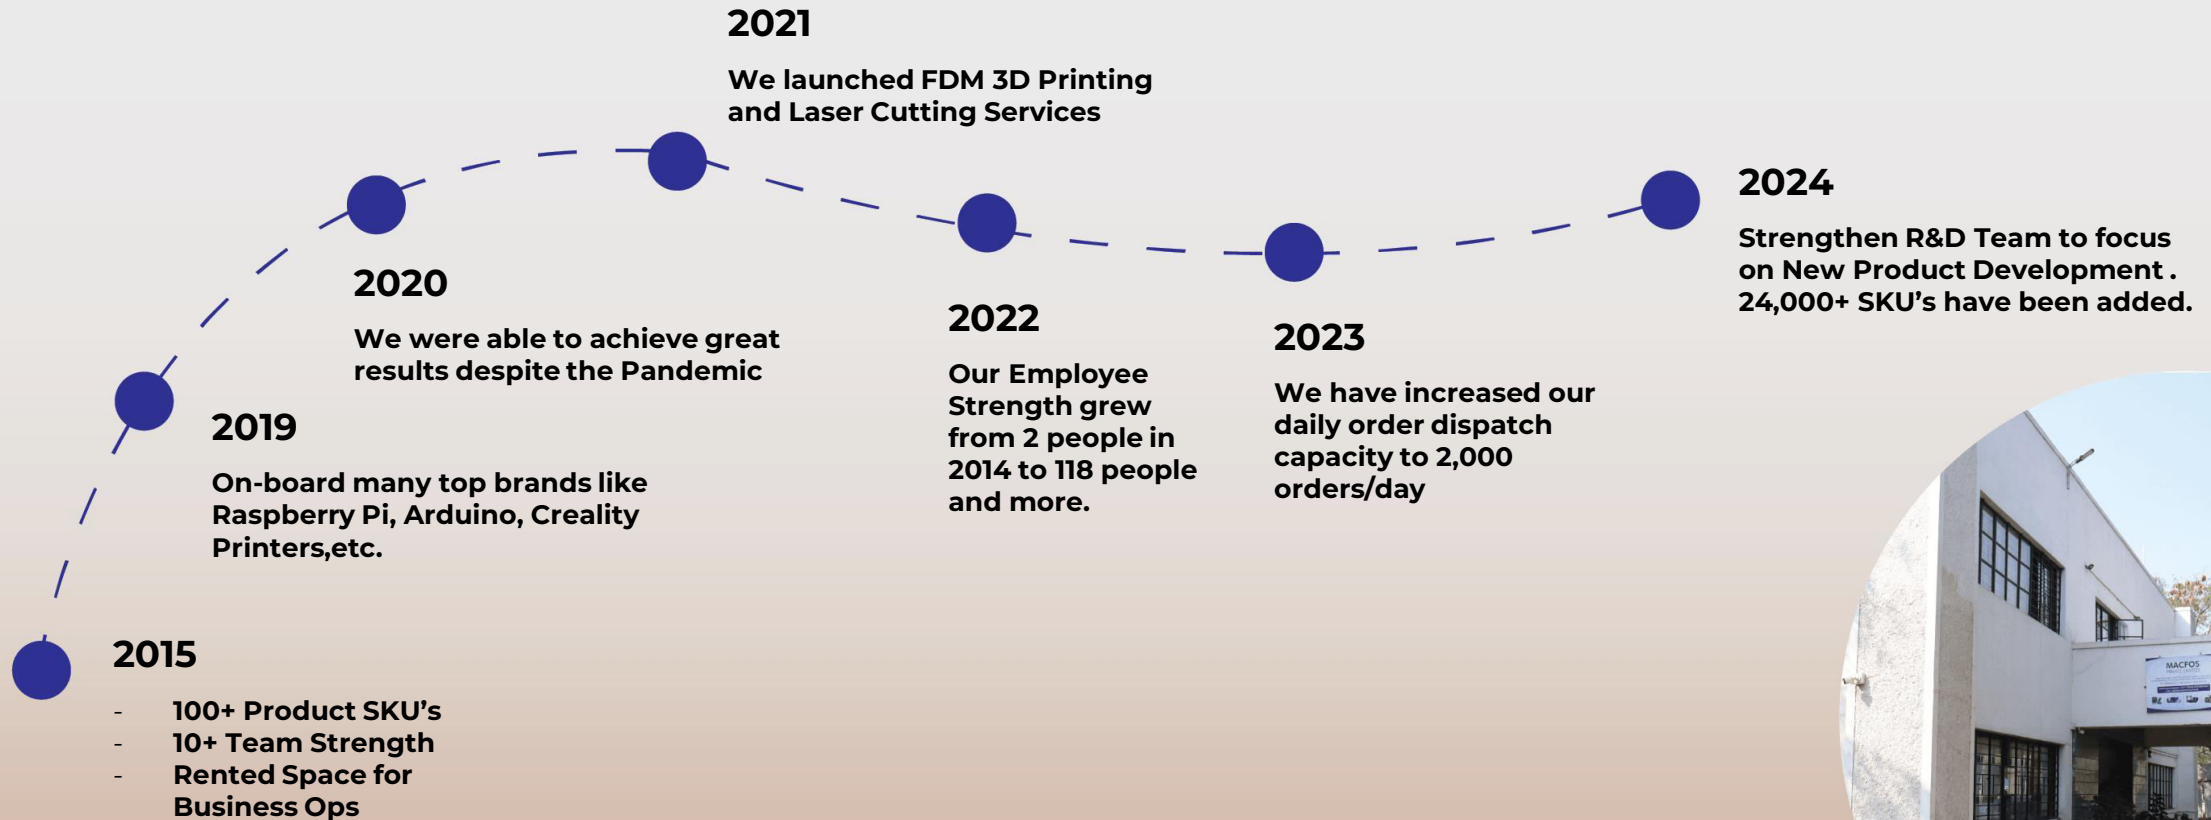 2021
We launched FDM 3D Printing
and Laser Cutting Services
2024
Strengthen R&D Team to focus
on New Product Development .
24,000+ SKU’s have been added.
2020
We were able to achieve great
results despite the Pandemic
2022
Our Employee
Strength grew
from 2 people in
2014 to 118 people
and more.
2023
We have increased our
daily order dispatch
capacity to 2,000
orders/day
2019
On-board many top brands like
Raspberry Pi, Arduino, Creality
Printers,etc.
2015
- 100+ Product SKU’s
- 10+ Team Strength
- Rented Space for
Business Ops
MACFOS